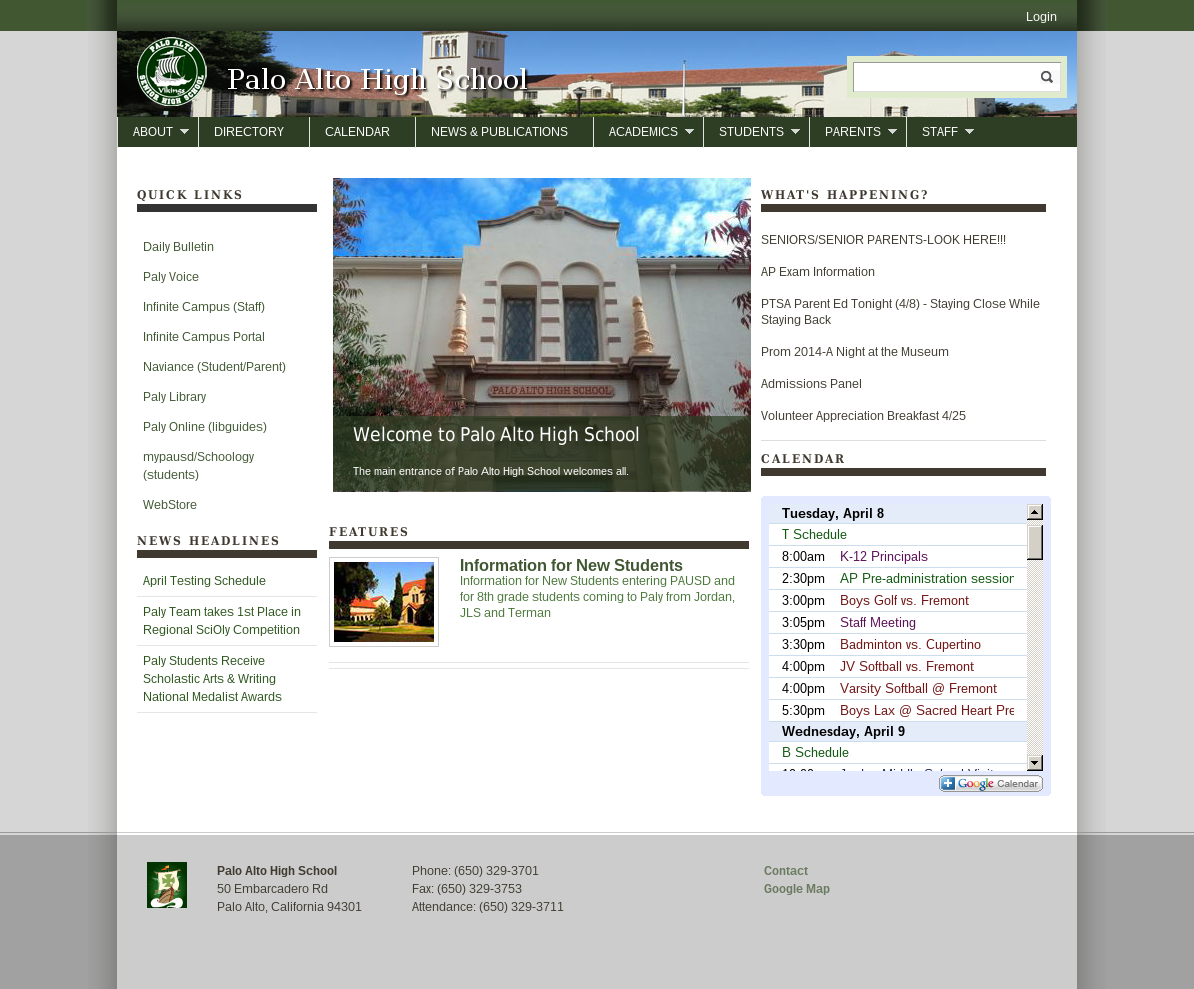 Login
PALO ALTO
Vikings
SENIOR HIGH SCHOOL
Palo Alto High School
ABOUT DIRECTORY CALENDAR NEWS & PUBLICATIONS ACADEMICS STUDENTS PARENTS STAFF
QUICK LINKS
Daily Bulletin
Paly Voice
Infinite Campus (Staff)
Infinite Campus Portal
Naviance (Student/Parent)
Paly Library
Paly Online (libguides)
mypausd/Schoology
(students)
WebStore
NEWS HEADLINES
April Testing Schedule
Paly Team takes 1st Place in
Regional SciOly Competition
Paly Students Receive
Scholastic Arts & Writing
National Medalist Awards
PALO ALTO HIGH SCHOOL
Welcome to Palo Alto High School
The main entrance of Palo Alto High School welcomes all.
FEATURES
Information for New Students
Information for New Students entering PAUSD and
for 8th grade students coming to Paly from Jordan,
JLS and Terman
WHAT'S HAPPENING?
SENIORS/SENIOR PARENTS-LOOK HERE!!!
AP Exam Information
PTSA Parent Ed Tonight (4/8) - Staying Close While
Staying Back
Prom 2014-A Night at the Museum
Admissions Panel
Volunteer Appreciation Breakfast 4/25
CALENDAR
Tuesday, April 8
T Schedule
8:00am K-12 Principals
2:30pm AP Pre-administration session
3:00pm Boys Golf vs. Fremont
3:05pm Staff Meeting
3:30pm Badminton vs. Cupertino
4:00pm JV Softball vs. Fremont
4:00pm Varsity Softball @ Fremont
5:30pm Boys Lax @ Sacred Heart Pre
Wednesday, April 9
B Schedule
Google Calendar
Palo Alto High School
50 Embarcadero Rd
Palo Alto, California 94301
Phone: (650) 329-3701
Fax: (650) 329-3753
Attendance: (650) 329-3711
Contact
Google Map